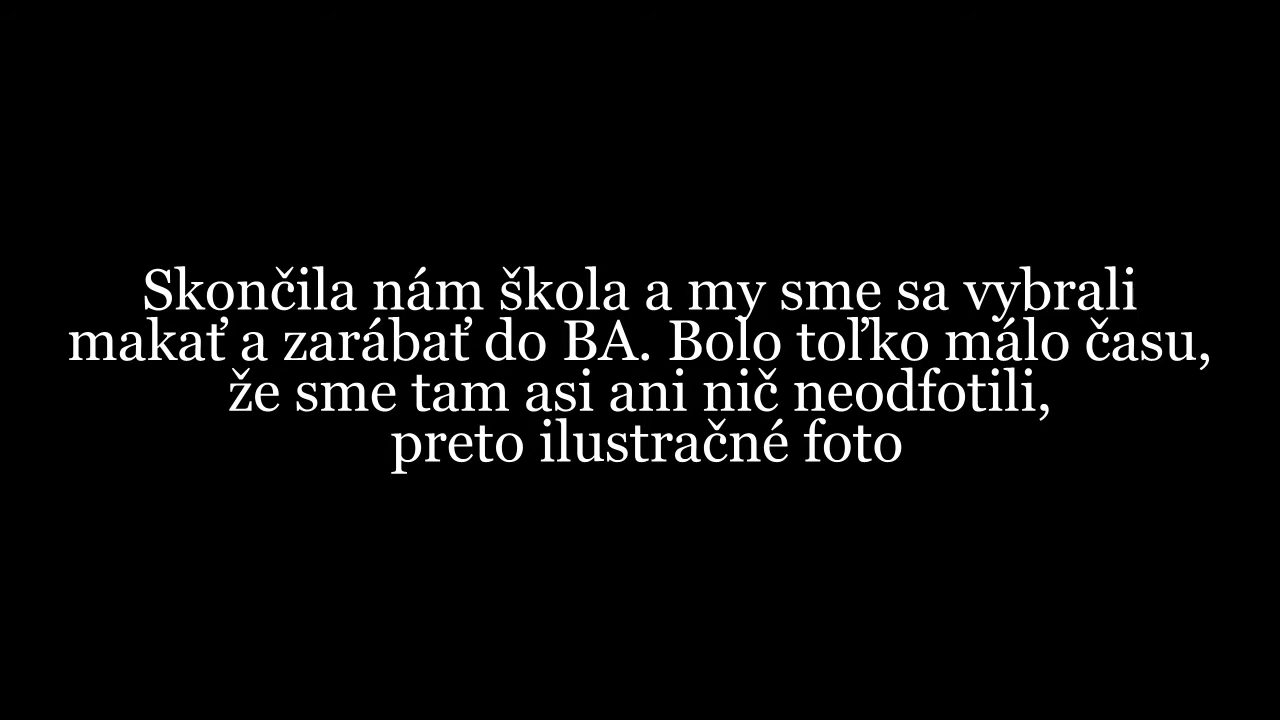 Skončila nám škola a my sme sa vybrali
makať a zarábať do BA. Bolo toľko málo času,
že sme tam asi ani nič neodfotili,
preto ilustračné foto